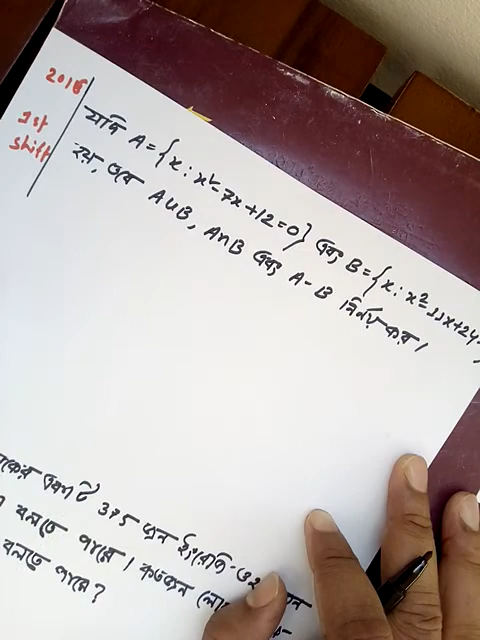 2018
1st
shift
যদি A = {x : x² - 7x + 12 = 0} এবং B = {x : x² - 11x + 24
হয়, তবে A∪B, A∩B এবং A - B নির্ণয় কর।
375 জন ইংরেজি
বলতে পারে। কতজন
বলতে পারে?